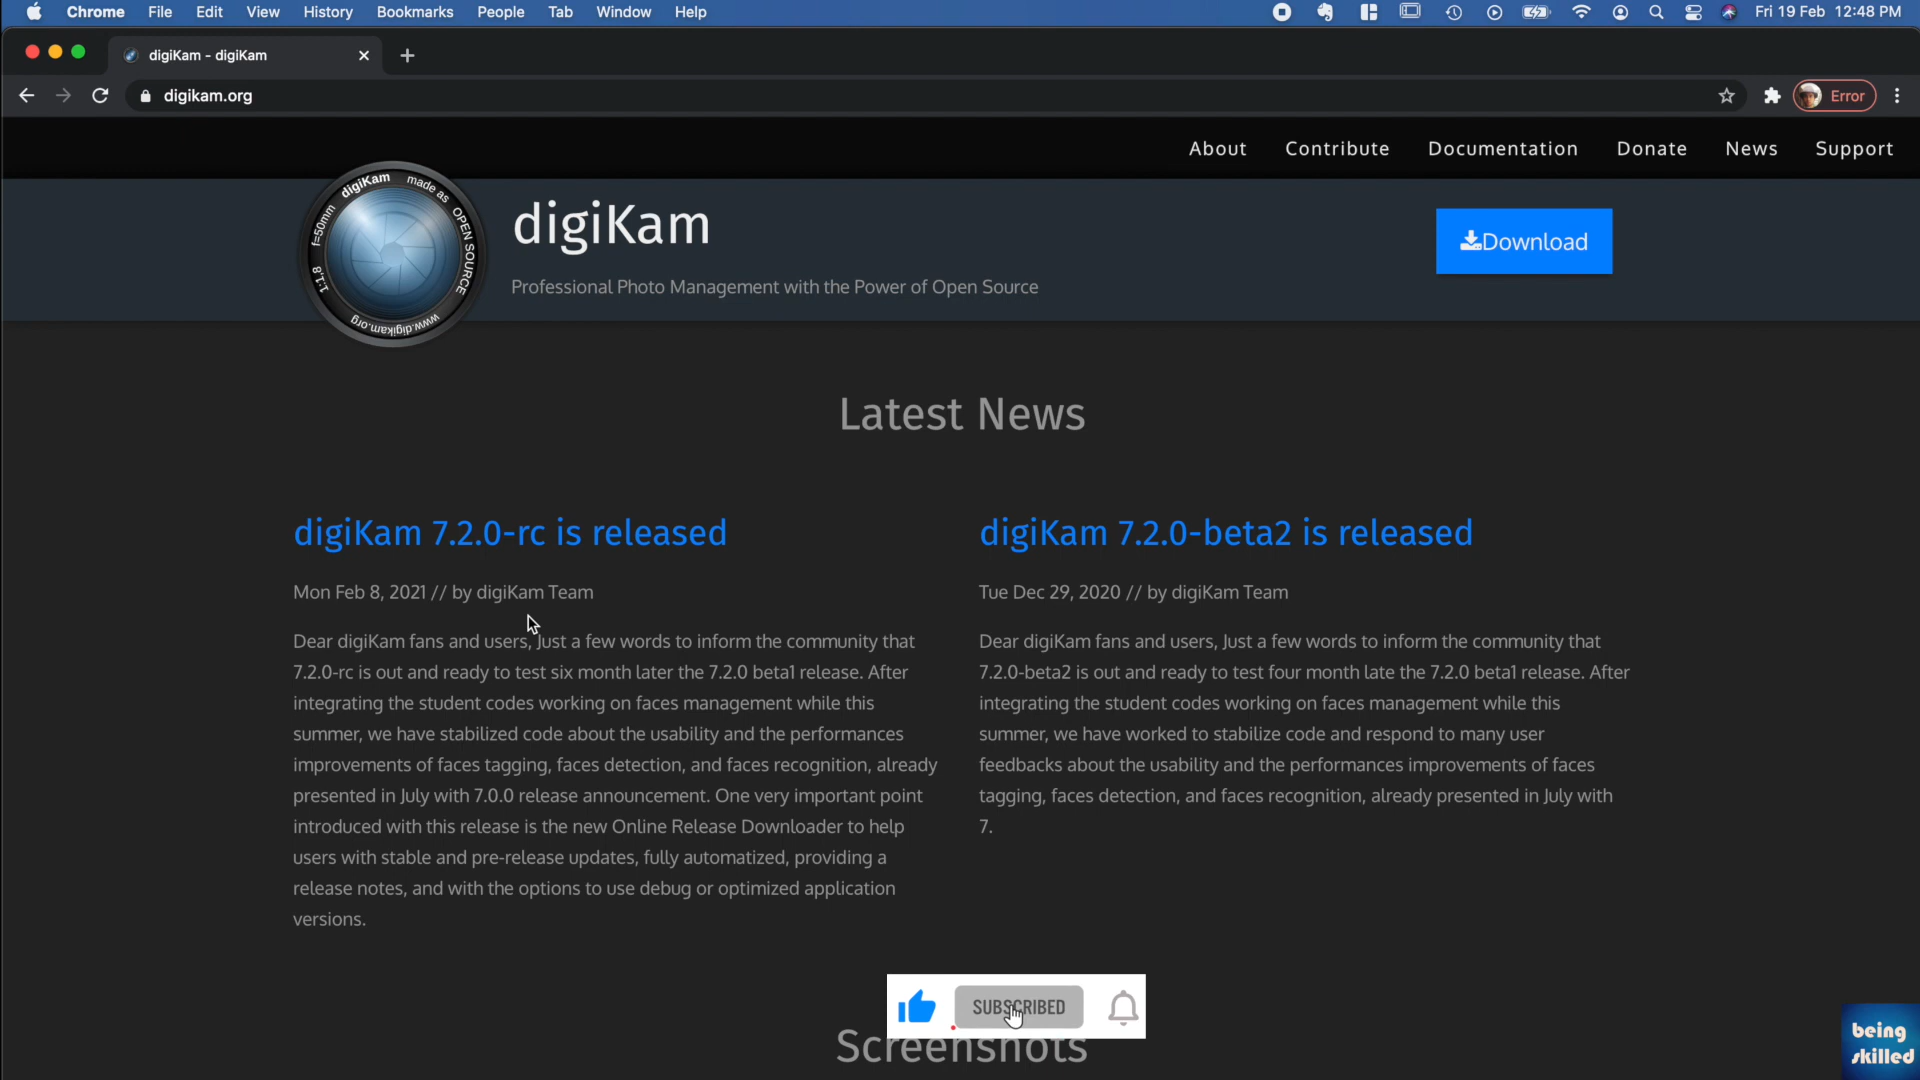 Chrome File Edit View History Bookmarks People Tab Window Help Fri 19 Feb 12:48 PM
digiKam - digiKam
digikam.org Error
About Contribute Documentation Donate News Support
digiKam made as OPEN SOURCE www.digikam.org 1:1,8 f=50mm
digiKam
Download
Professional Photo Management with the Power of Open Source
Latest News
digiKam 7.2.0-rc is released
Mon Feb 8, 2021 // by digiKam Team
Dear digiKam fans and users, Just a few words to inform the community that
7.2.0-rc is out and ready to test six month later the 7.2.0 beta1 release. After
integrating the student codes working on faces management while this
summer, we have stabilized code about the usability and the performances
improvements of faces tagging, faces detection, and faces recognition, already
presented in July with 7.0.0 release announcement. One very important point
introduced with this release is the new Online Release Downloader to help
users with stable and pre-release updates, fully automatized, providing a
release notes, and with the options to use debug or optimized application
versions.
digiKam 7.2.0-beta2 is released
Tue Dec 29, 2020 // by digiKam Team
Dear digiKam fans and users, Just a few words to inform the community that
7.2.0-beta2 is out and ready to test four month late the 7.2.0 beta1 release. After
integrating the student codes working on faces management while this
summer, we have worked to stabilize code and respond to many user
feedbacks about the usability and the performances improvements of faces
tagging, faces detection, and faces recognition, already presented in July with
7.
SUBSCRIBED
Screenshots
being
skilled